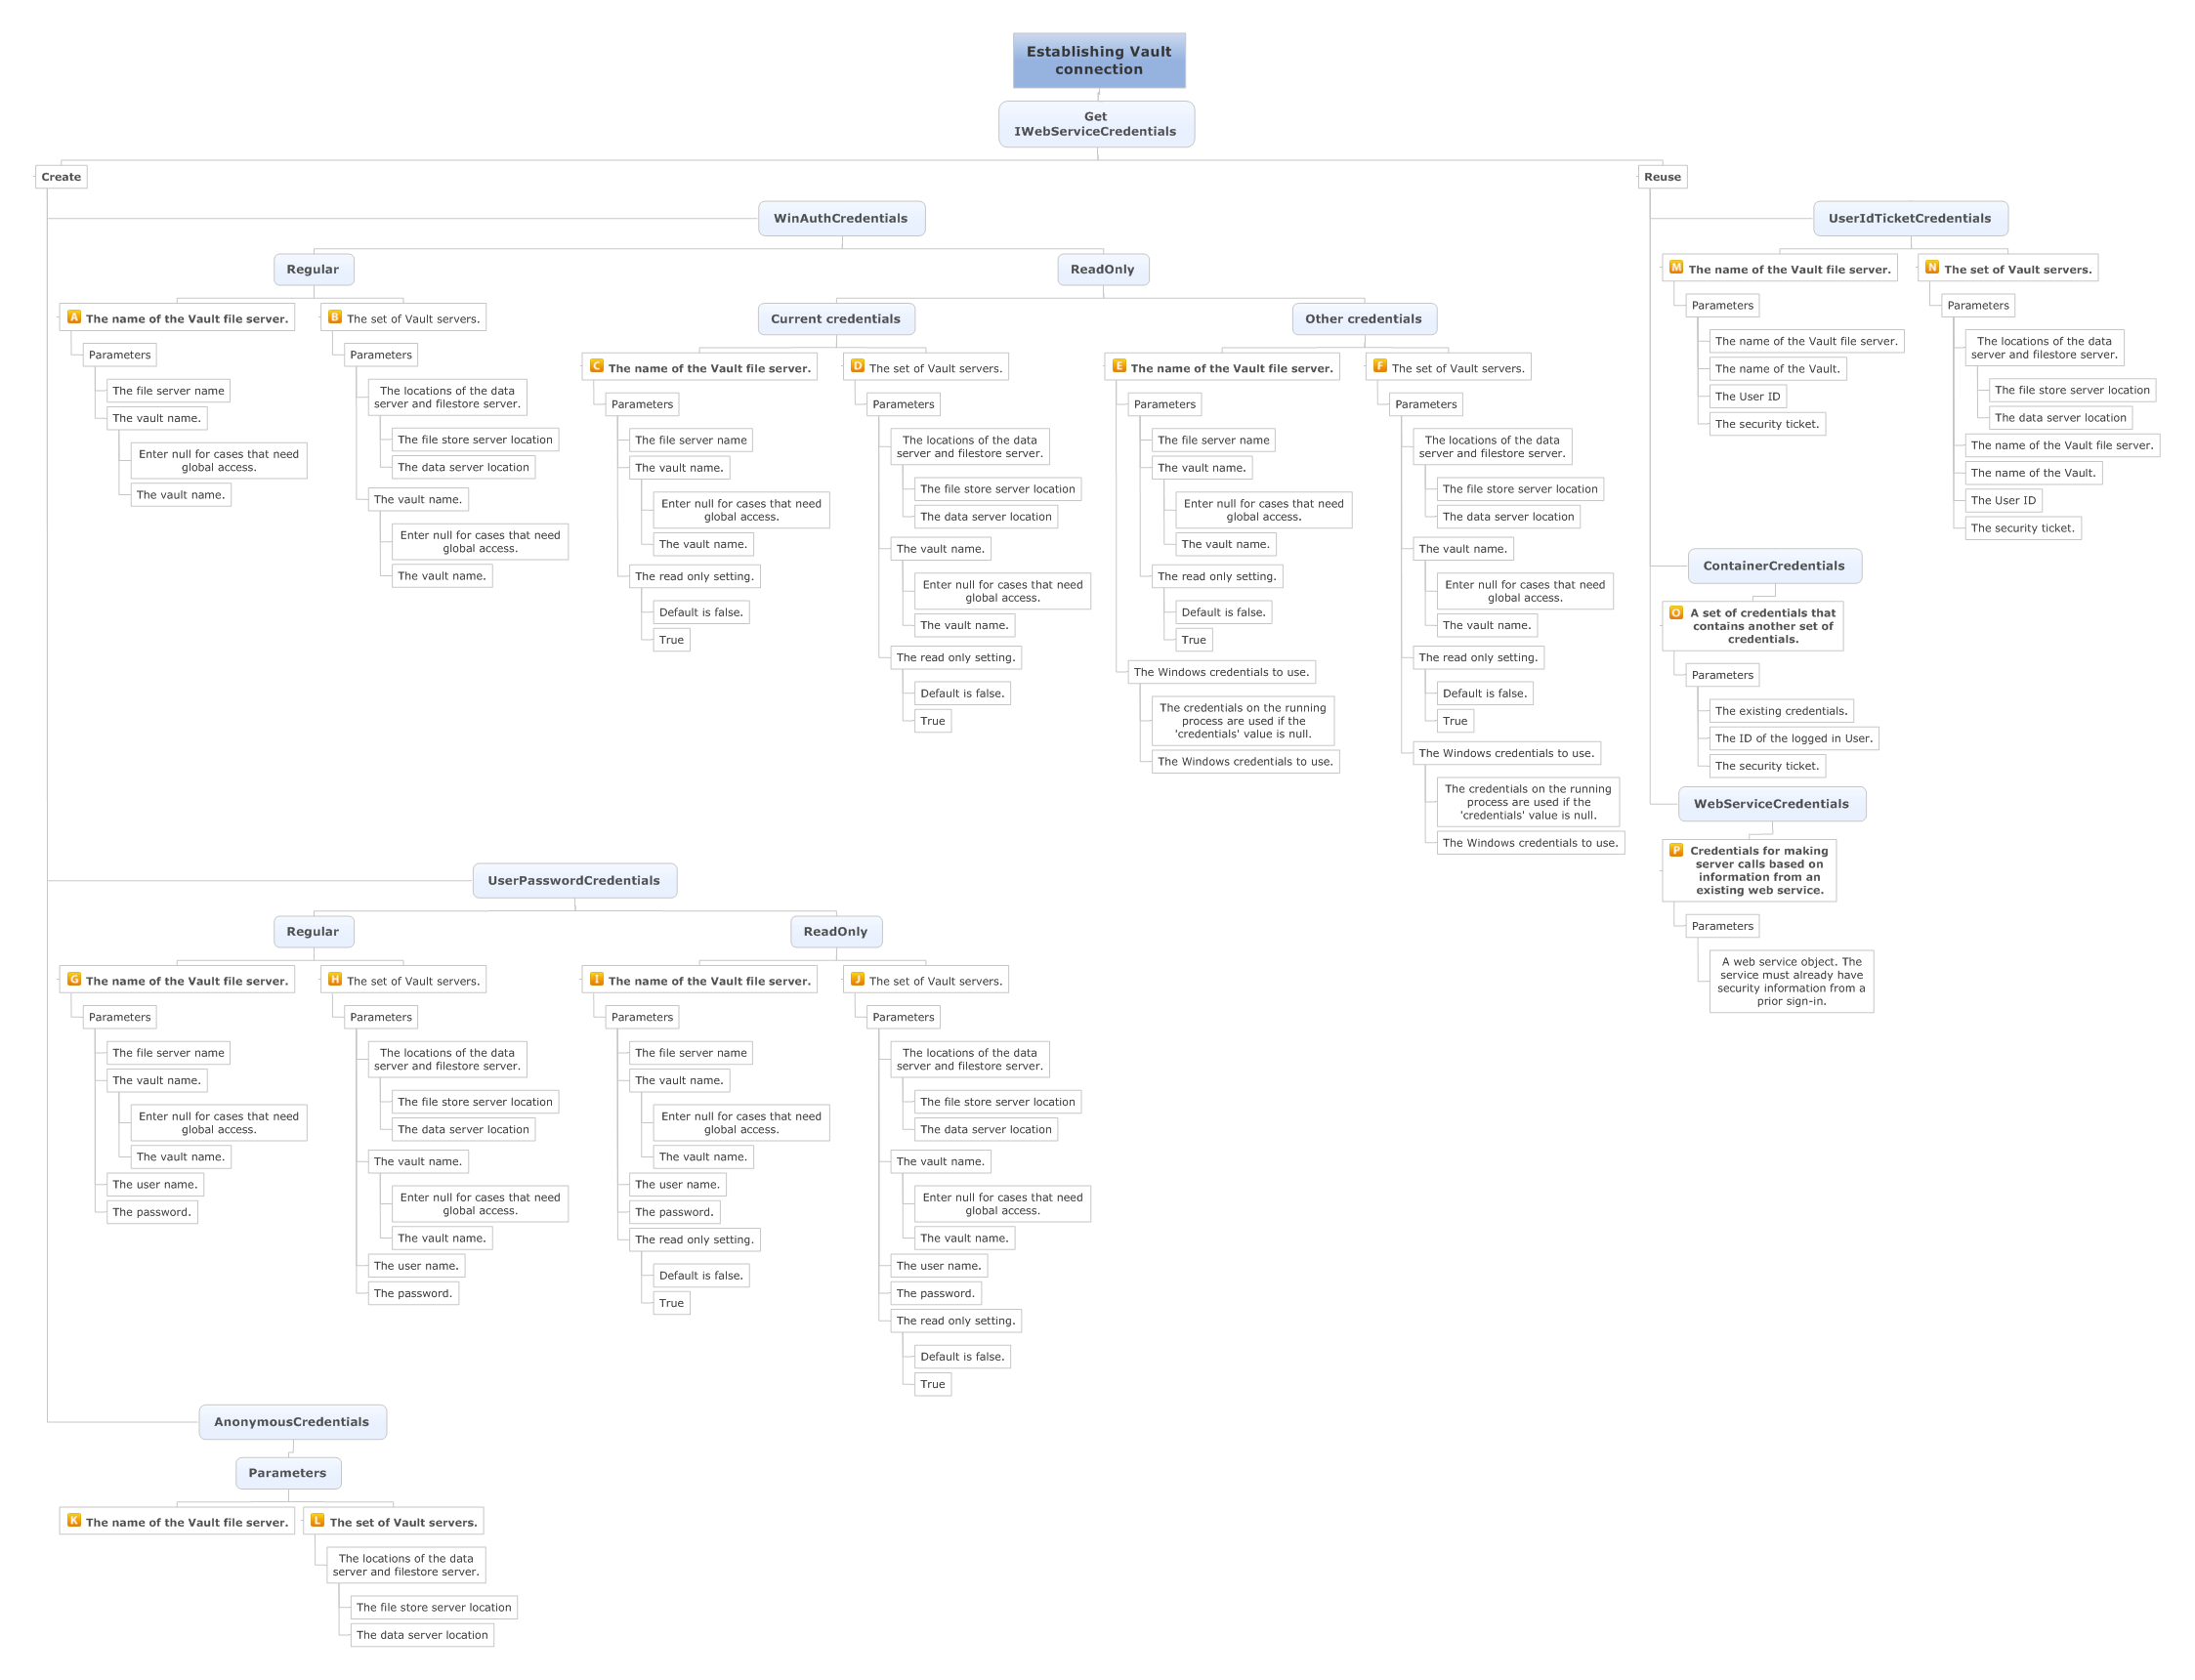 Establishing Vault
connection
Get
IWebServiceCredentials
Create
WinAuthCredentials
Regular
A The name of the Vault file server.
Parameters
The file server name
The vault name.
Enter null for cases that need
global access.
The vault name.
B The set of Vault servers.
Parameters
The locations of the data
server and filestore server.
The file store server location
The data server location
The vault name.
Enter null for cases that need
global access.
The vault name.
ReadOnly
Current credentials
C The name of the Vault file server.
Parameters
The file server name
The vault name.
Enter null for cases that need
global access.
The vault name.
The read only setting.
Default is false.
True
D The set of Vault servers.
Parameters
The locations of the data
server and filestore server.
The file store server location
The data server location
The vault name.
Enter null for cases that need
global access.
The vault name.
The read only setting.
Default is false.
True
Other credentials
E The name of the Vault file server.
Parameters
The file server name
The vault name.
Enter null for cases that need
global access.
The vault name.
The read only setting.
Default is false.
True
The Windows credentials to use.
The credentials on the running
process are used if the
'credentials' value is null.
The Windows credentials to use.
F The set of Vault servers.
Parameters
The locations of the data
server and filestore server.
The file store server location
The data server location
The vault name.
Enter null for cases that need
global access.
The vault name.
The read only setting.
Default is false.
True
The Windows credentials to use.
The credentials on the running
process are used if the
'credentials' value is null.
The Windows credentials to use.
UserPasswordCredentials
Regular
G The name of the Vault file server.
Parameters
The file server name
The vault name.
Enter null for cases that need
global access.
The vault name.
The user name.
The password.
H The set of Vault servers.
Parameters
The locations of the data
server and filestore server.
The file store server location
The data server location
The vault name.
Enter null for cases that need
global access.
The vault name.
The user name.
The password.
ReadOnly
I The name of the Vault file server.
Parameters
The file server name
The vault name.
Enter null for cases that need
global access.
The vault name.
The user name.
The password.
The read only setting.
Default is false.
True
J The set of Vault servers.
Parameters
The locations of the data
server and filestore server.
The file store server location
The data server location
The vault name.
Enter null for cases that need
global access.
The vault name.
The user name.
The password.
The read only setting.
Default is false.
True
AnonymousCredentials
Parameters
K The name of the Vault file server.
L The set of Vault servers.
The locations of the data
server and filestore server.
The file store server location
The data server location
Reuse
UserIdTicketCredentials
M The name of the Vault file server.
Parameters
The name of the Vault file server.
The name of the Vault.
The User ID
The security ticket.
N The set of Vault servers.
Parameters
The locations of the data
server and filestore server.
The file store server location
The data server location
The name of the Vault file server.
The name of the Vault.
The User ID
The security ticket.
ContainerCredentials
O A set of credentials that
contains another set of
credentials.
Parameters
The existing credentials.
The ID of the logged in User.
The security ticket.
WebServiceCredentials
P Credentials for making
server calls based on
information from an
existing web service.
Parameters
A web service object. The
service must already have
security information from a
prior sign-in.